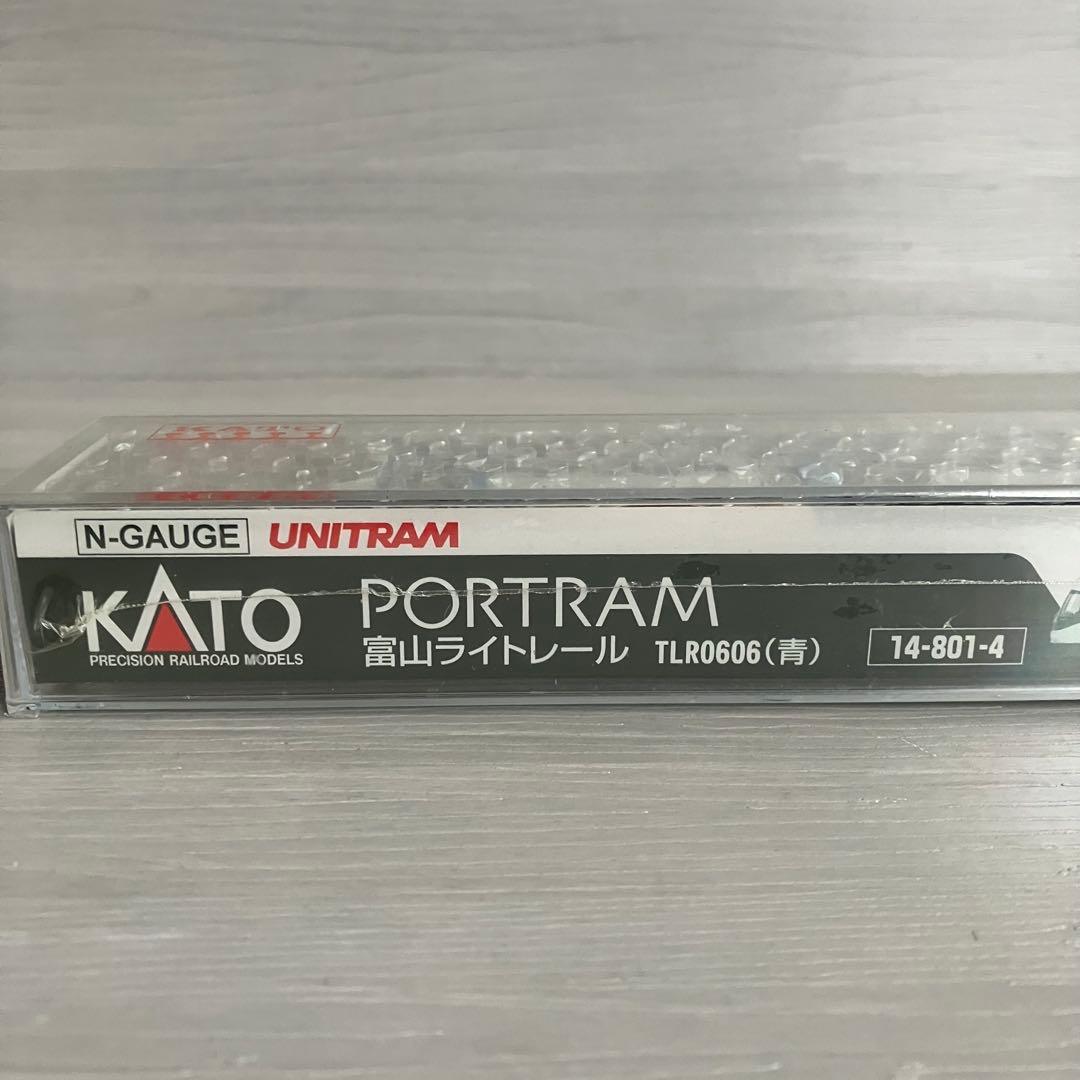 KATO
N-GAUGE UNITRAM
KATO
PRECISION RAILROAD MODELS
PORTRAM
富山ライトレール TLR0606(青) 14-801-4